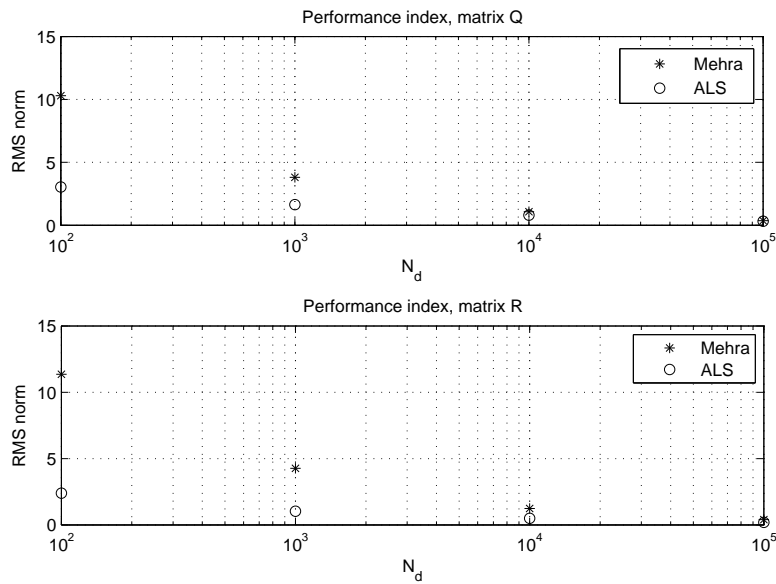 Performance index, matrix Q
15
10
5
0
RMS norm
Mehra
ALS
10^2
10^3
10^4
10^5
N_d
Performance index, matrix R
15
10
5
0
RMS norm
Mehra
ALS
10^2
10^3
10^4
10^5
N_d